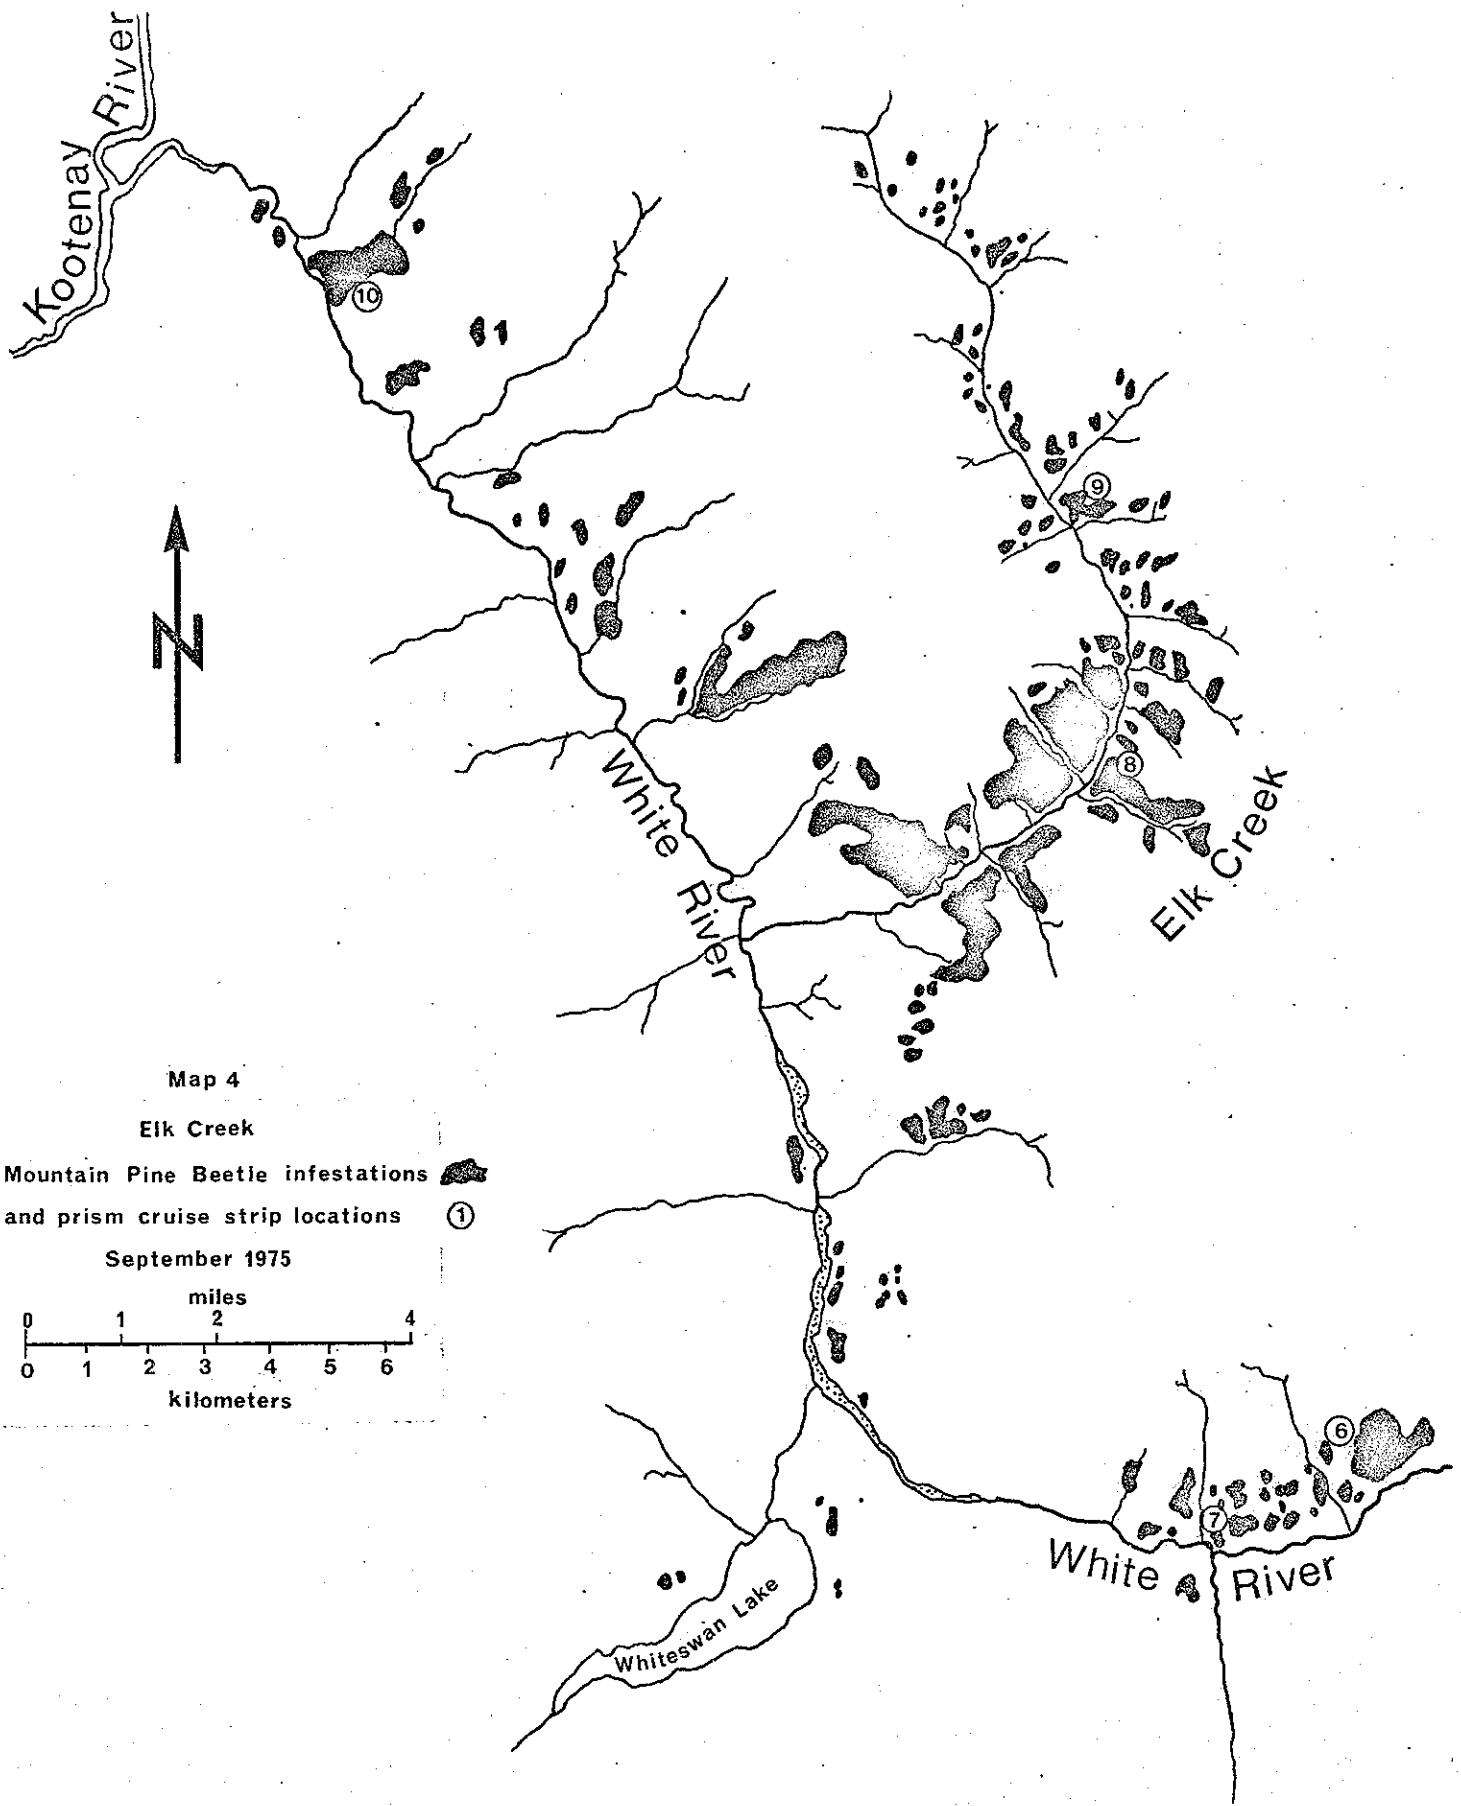 Kootenay River
10
9
8
White River
Elk Creek
Map 4
Elk Creek
Mountain Pine Beetle infestations
and prism cruise strip locations 1
September 1975
miles
0 1 2 4
0 1 2 3 4 5 6
kilometers
6
7
White River
Whiteswan Lake
N